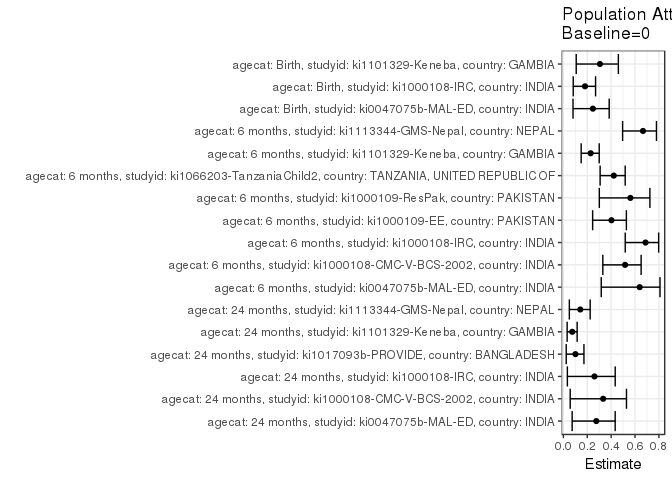 Population Att
Baseline=0
agecat: Birth, studyid: ki1101329-Keneba, country: GAMBIA
agecat: Birth, studyid: ki1000108-IRC, country: INDIA
agecat: Birth, studyid: ki0047075b-MAL-ED, country: INDIA
agecat: 6 months, studyid: ki1113344-GMS-Nepal, country: NEPAL
agecat: 6 months, studyid: ki1101329-Keneba, country: GAMBIA
agecat: 6 months, studyid: ki1066203-TanzaniaChild2, country: TANZANIA, UNITED REPUBLIC OF
agecat: 6 months, studyid: ki1000109-ResPak, country: PAKISTAN
agecat: 6 months, studyid: ki1000109-EE, country: PAKISTAN
agecat: 6 months, studyid: ki1000108-IRC, country: INDIA
agecat: 6 months, studyid: ki1000108-CMC-V-BCS-2002, country: INDIA
agecat: 6 months, studyid: ki0047075b-MAL-ED, country: INDIA
agecat: 24 months, studyid: ki1113344-GMS-Nepal, country: NEPAL
agecat: 24 months, studyid: ki1101329-Keneba, country: GAMBIA
agecat: 24 months, studyid: ki1017093b-PROVIDE, country: BANGLADESH
agecat: 24 months, studyid: ki1000108-IRC, country: INDIA
agecat: 24 months, studyid: ki1000108-CMC-V-BCS-2002, country: INDIA
agecat: 24 months, studyid: ki0047075b-MAL-ED, country: INDIA
0.0 0.2 0.4 0.6 0.8
Estimate